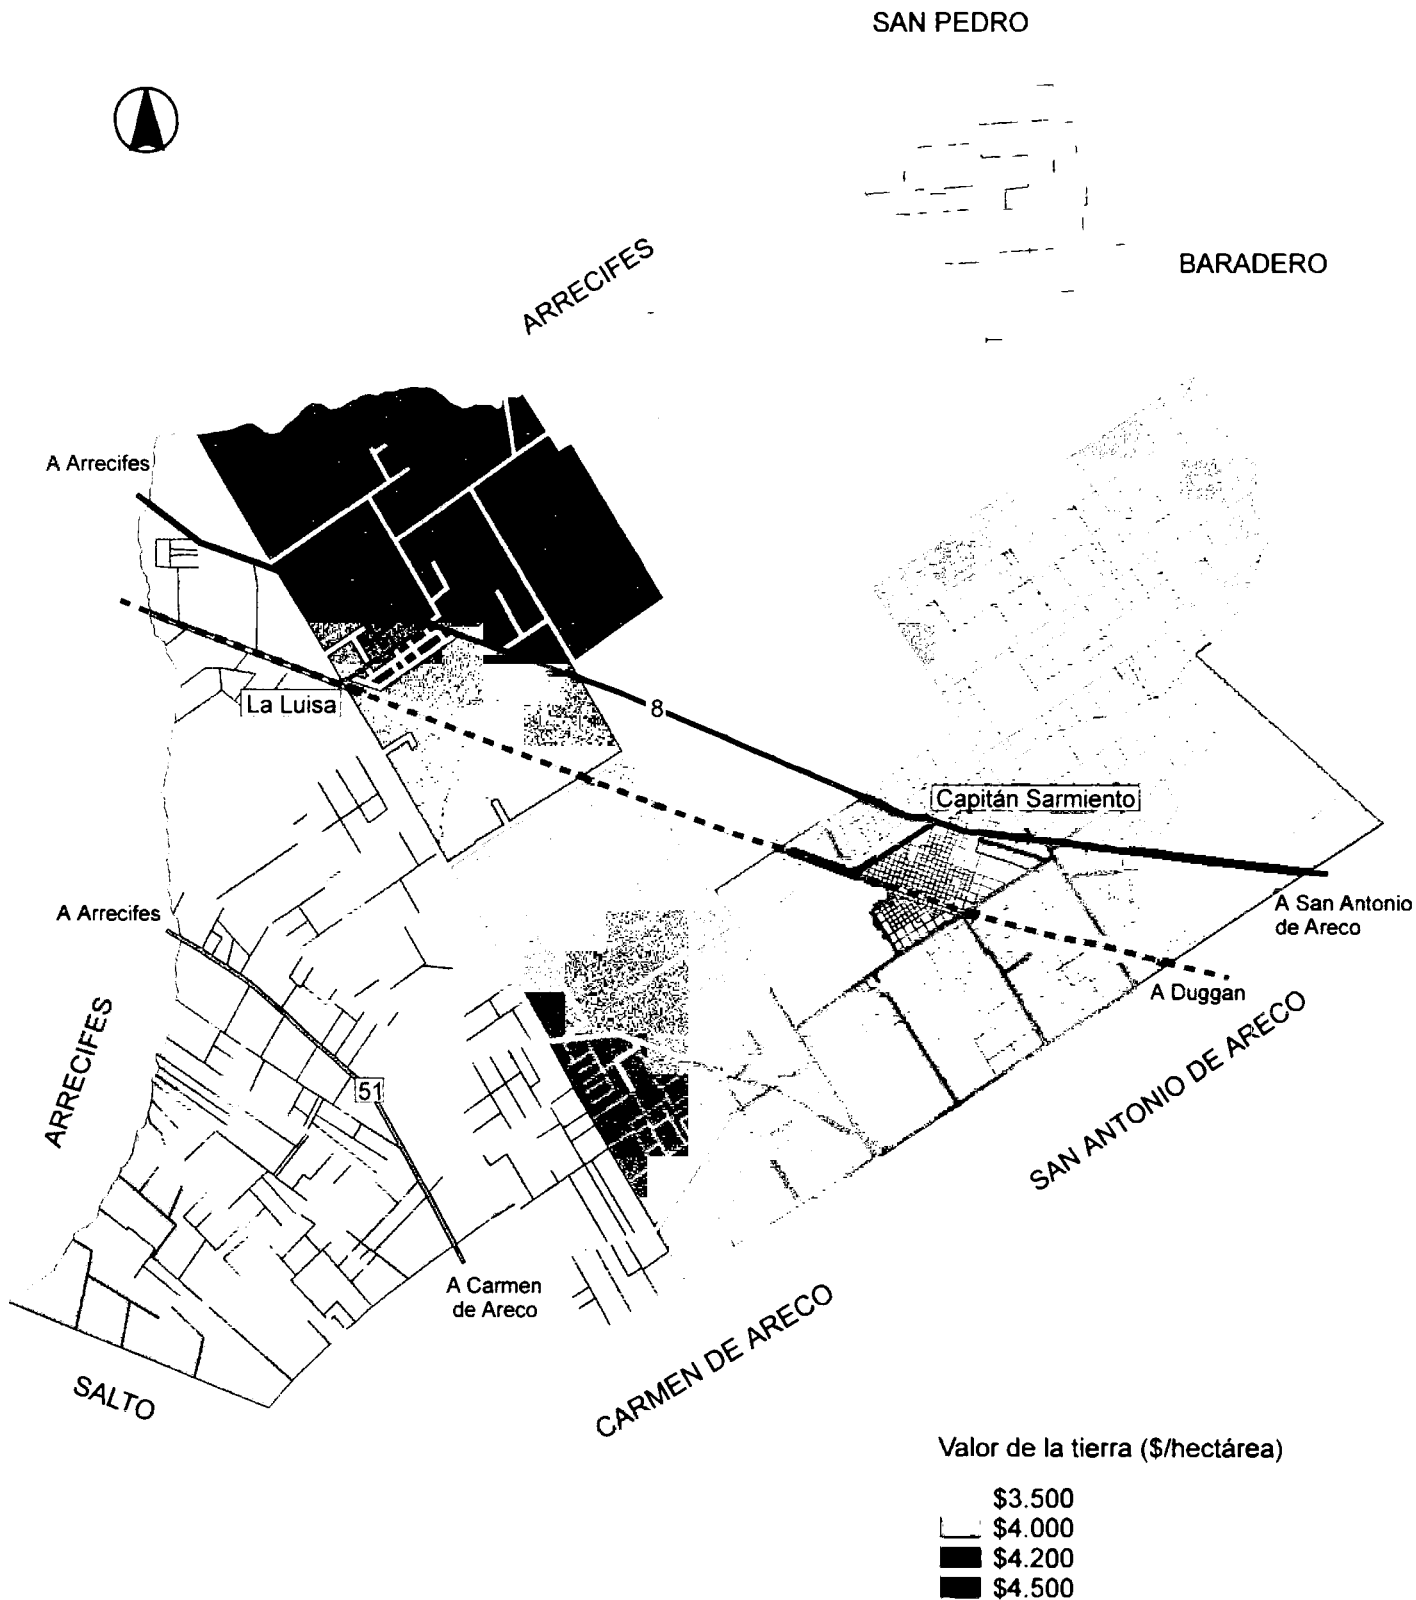 SAN PEDRO
ARRECIFES
BARADERO
A Arrecifes
La Luisa
8
Capitán Sarmiento
A Arrecifes
A San Antonio
de Areco
A Duggan
ARRECIFES
51
SAN ANTONIO DE ARECO
A Carmen
de Areco
CARMEN DE ARECO
SALTO
Valor de la tierra ($/hectárea)
$3.500
$4.000
$4.200
$4.500